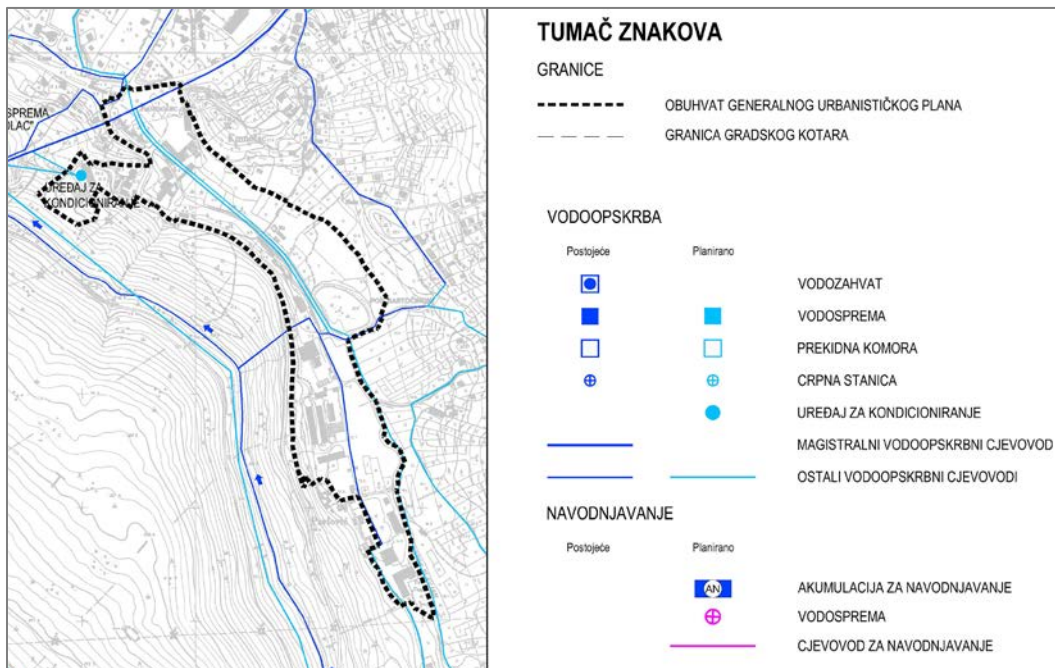 SPREMA
OLAC"
UREĐAJ ZA
KONDICIONIRANJE
TUMAČ ZNAKOVA
GRANICE
OBUHVAT GENERALNOG URBANISTIČKOG PLANA
GRANICA GRADSKOG KOTARA
VODOOPSKRBA
Postojeće Planirano
VODOZAHVAT
VODOSPREMA
PREKIDNA KOMORA
CRPNA STANICA
UREĐAJ ZA KONDICIONIRANJE
MAGISTRALNI VODOOPSKRBNI CJEVOVOD
OSTALI VODOOPSKRBNI CJEVOVODI
NAVODNJAVANJE
Postojeće Planirano
AN AKUMULACIJA ZA NAVODNJAVANJE
VODOSPREMA
CJEVOVOD ZA NAVODNJAVANJE